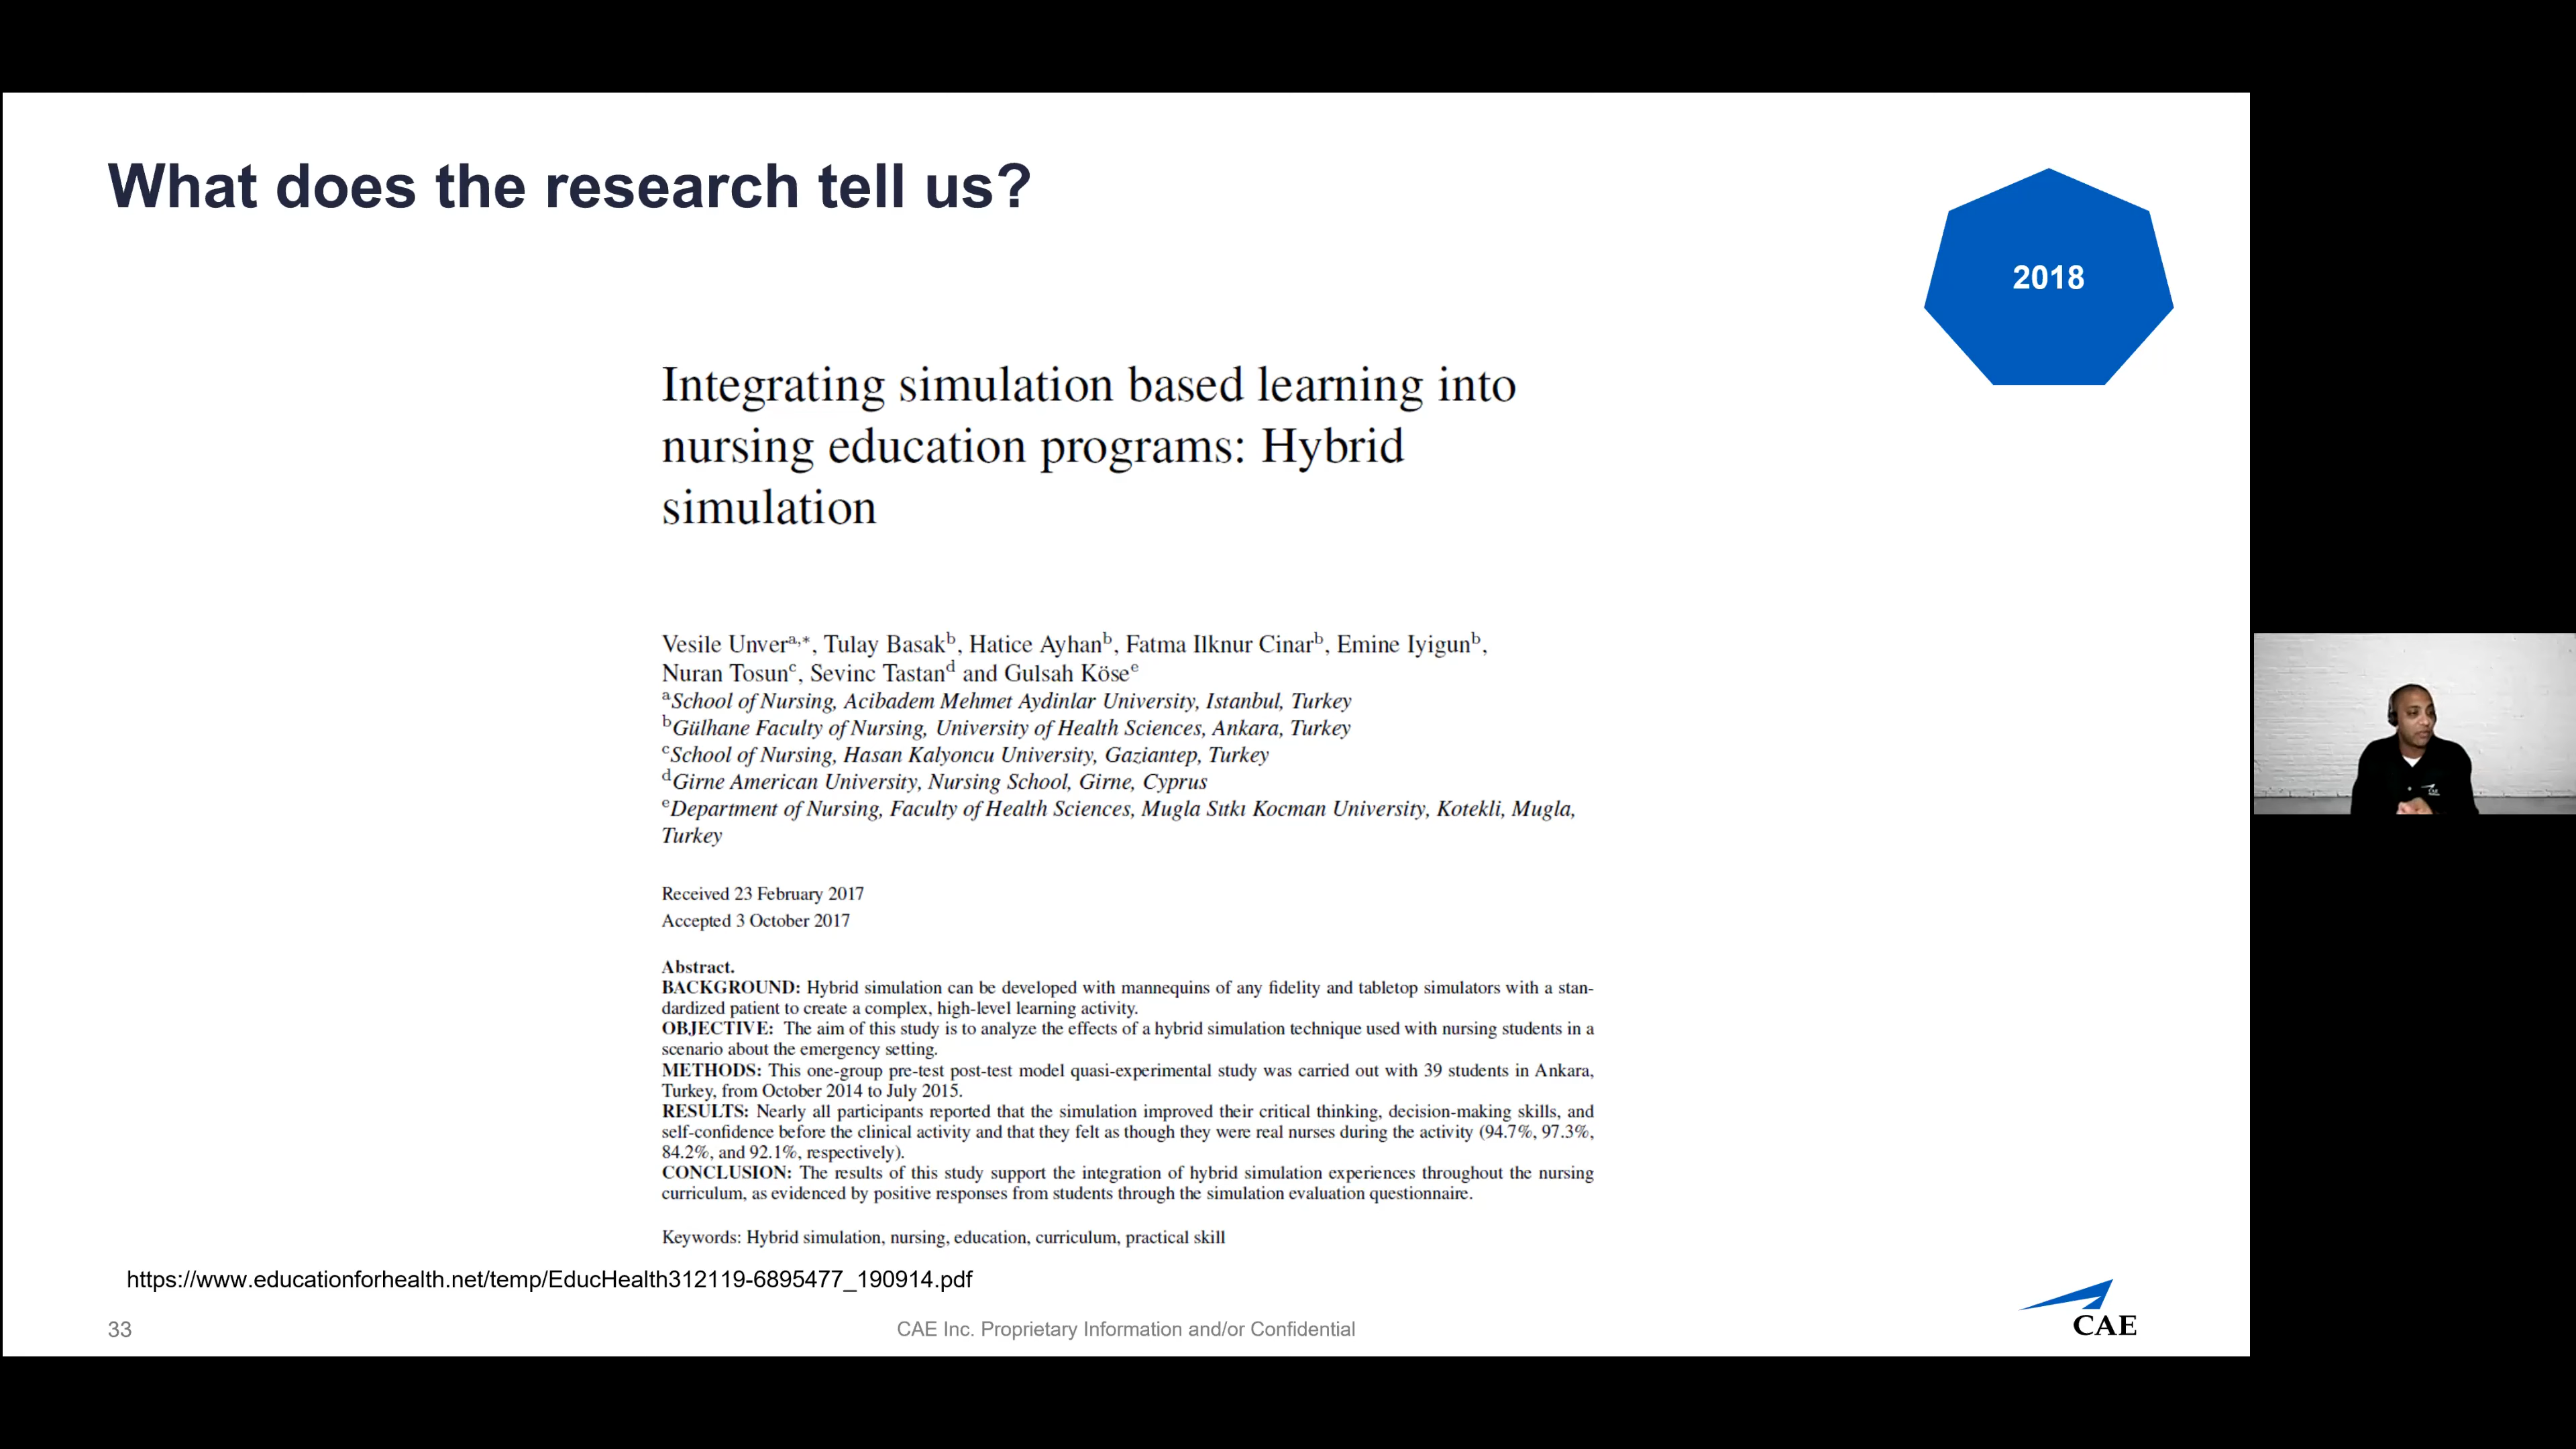 What does the research tell us?
2018
Integrating simulation based learning into
nursing education programs: Hybrid
simulation
Vesile Unverᵃ,*, Tulay Basakᵇ, Hatice Ayhanᵇ, Fatma Ilknur Cinarᵇ, Emine Iyigunᵇ,
Nuran Tosunᶜ, Sevinc Tastanᵈ and Gulsah Köseᵉ
ᵃSchool of Nursing, Acibadem Mehmet Aydinlar University, Istanbul, Turkey
ᵇGülhane Faculty of Nursing, University of Health Sciences, Ankara, Turkey
ᶜSchool of Nursing, Hasan Kalyoncu University, Gaziantep, Turkey
ᵈGirne American University, Nursing School, Girne, Cyprus
ᵉDepartment of Nursing, Faculty of Health Sciences, Mugla Sıtkı Kocman University, Kotekli, Mugla,
Turkey
Received 23 February 2017
Accepted 3 October 2017
Abstract.
BACKGROUND: Hybrid simulation can be developed with mannequins of any fidelity and tabletop simulators with a stan-
dardized patient to create a complex, high-level learning activity.
OBJECTIVE: The aim of this study is to analyze the effects of a hybrid simulation technique used with nursing students in a
scenario about the emergency setting.
METHODS: This one-group pre-test post-test model quasi-experimental study was carried out with 39 students in Ankara,
Turkey, from October 2014 to July 2015.
RESULTS: Nearly all participants reported that the simulation improved their critical thinking, decision-making skills, and
self-confidence before the clinical activity and that they felt as though they were real nurses during the activity (94.7%, 97.3%,
84.2%, and 92.1%, respectively).
CONCLUSION: The results of this study support the integration of hybrid simulation experiences throughout the nursing
curriculum, as evidenced by positive responses from students through the simulation evaluation questionnaire.
Keywords: Hybrid simulation, nursing, education, curriculum, practical skill
https://www.educationforhealth.net/temp/EducHealth312119-6895477_190914.pdf
33
CAE Inc. Proprietary Information and/or Confidential
CAE